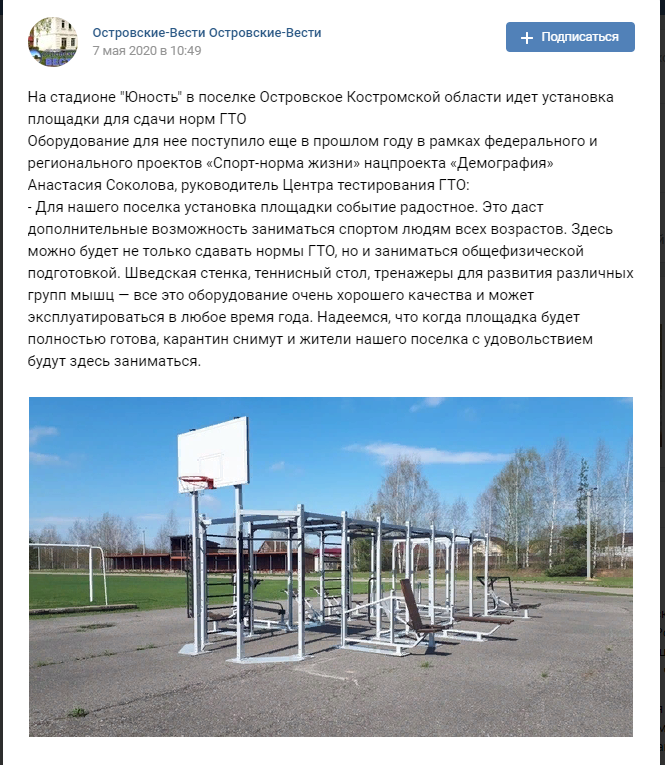 Островские-Вести Островские-Вести
7 мая 2020 в 10:49
Подписаться
На стадионе "Юность" в поселке Островское Костромской области идет установка
площадки для сдачи норм ГТО
Оборудование для нее поступило еще в прошлом году в рамках федерального и
регионального проектов «Спорт-норма жизни» нацпроекта «Демография»
Анастасия Соколова, руководитель Центра тестирования ГТО:
- Для нашего поселка установка площадки событие радостное. Это даст
дополнительные возможность заниматься спортом людям всех возрастов. Здесь
можно будет не только сдавать нормы ГТО, но и заниматься общефизической
подготовкой. Шведская стенка, теннисный стол, тренажеры для развития различных
групп мышц — все это оборудование очень хорошего качества и может
эксплуатироваться в любое время года. Надеемся, что когда площадка будет
полностью готова, карантин снимут и жители нашего поселка с удовольствием
будут здесь заниматься.